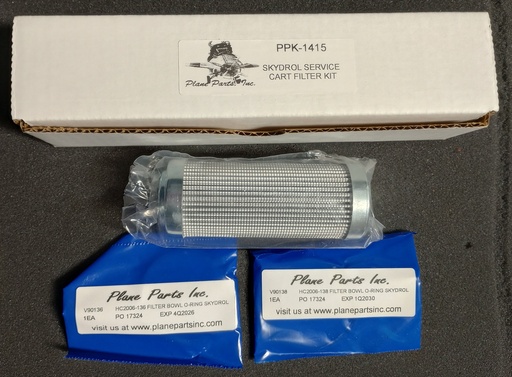 PPK-1415
SKYDROL SERVICE
CART FILTER KIT
Plane Parts, Inc.
Plane Parts Inc.
V90136 HC2006-136 FILTER BOWL O-RING SKYDROL
1EA PO 17324 EXP 4Q2026
visit us at www.planepartsinc.com
Plane Parts Inc.
V90136 HC2006-136 FILTER BOWL O-RING SKYDROL
1EA PO 17324 EXP 1Q2030
visit us at www.planepartsinc.com